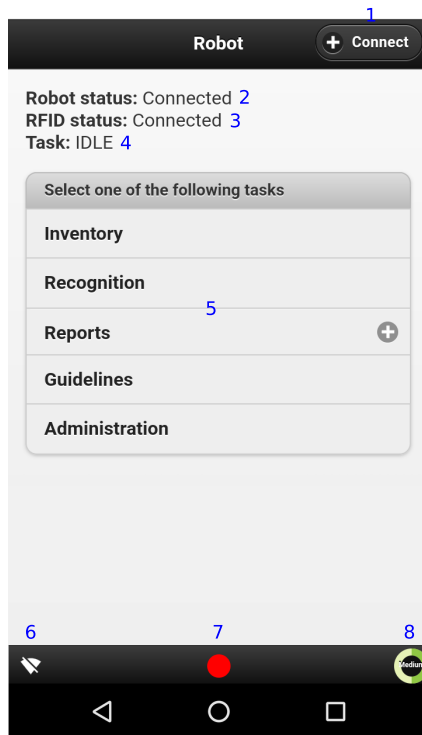 1
Robot
Connect
Robot status: Connected 2
RFID status: Connected 3
Task: IDLE 4
Select one of the following tasks
Inventory
Recognition
5
Reports
Guidelines
Administration
6 7 8
Medium